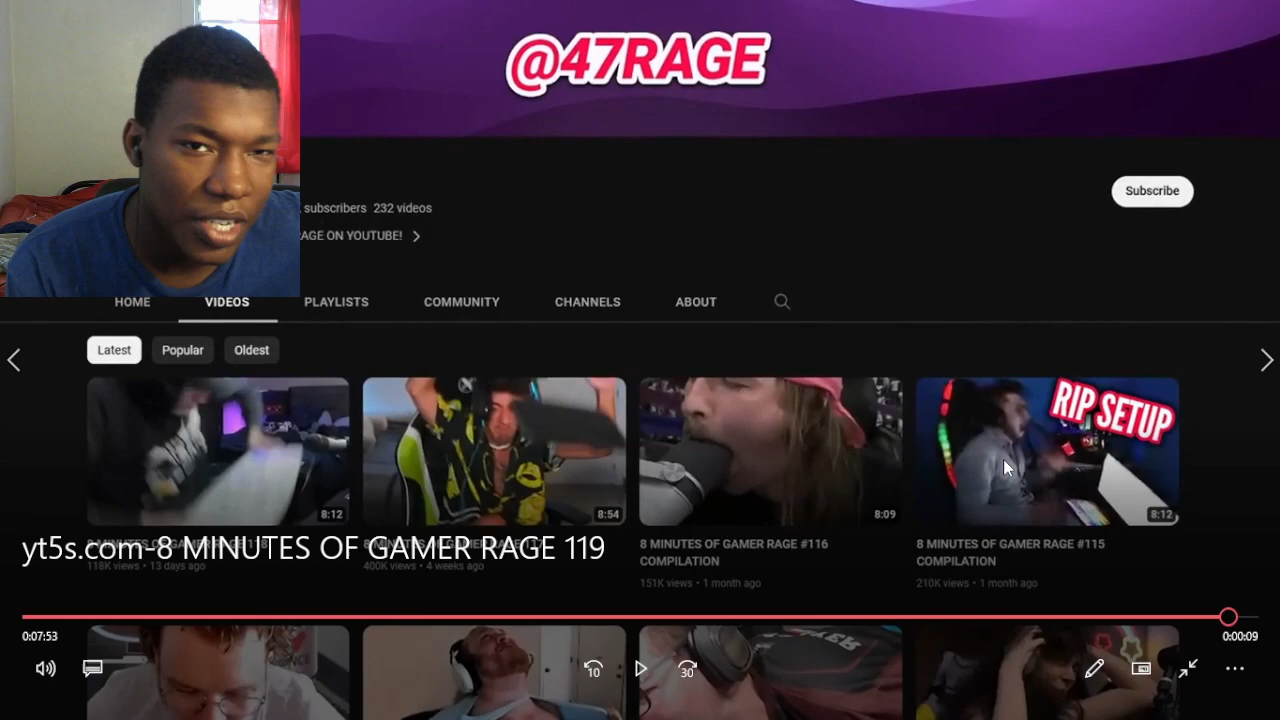 @47RAGE
Subscribe
subscribers 232 videos
AGE ON YOUTUBE!
HOME VIDEOS PLAYLISTS COMMUNITY CHANNELS ABOUT
Latest Popular Oldest
RIP SETUP
8:12 8:54 8:09 8:12
yt5s.com-8 MINUTES OF GAMER RAGE 119
8 MINUTES OF GAMER RAGE #116
COMPILATION
8 MINUTES OF GAMER RAGE #115
COMPILATION
118K views • 13 days ago
400K views • 4 weeks ago
151K views • 1 month ago
210K views • 1 month ago
0:07:53
0:00:09
10
30